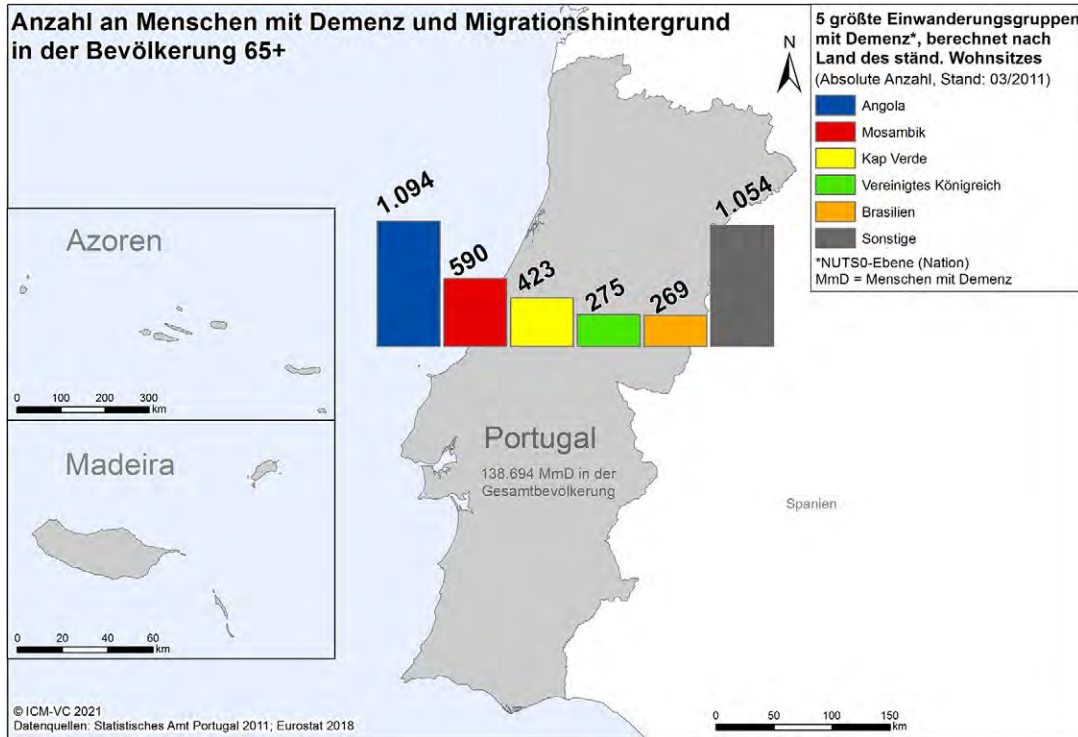 Anzahl an Menschen mit Demenz und Migrationshintergrund
in der Bevölkerung 65+
N
5 größte Einwanderungsgruppen
mit Demenz*, berechnet nach
Land des ständ. Wohnsitzes
(Absolute Anzahl, Stand: 03/2011)
Angola
Mosambik
Kap Verde
Vereinigtes Königreich
Brasilien
Sonstige
*NUTS0-Ebene (Nation)
MmD = Menschen mit Demenz
1.094
590
423
275
269
1.054
Azoren
0 100 200 300
km
Madeira
0 20 40 60
km
Portugal
138.694 MmD in der
Gesamtbevölkerung
Spanien
© ICM-VC 2021
Datenquellen: Statistisches Amt Portugal 2011; Eurostat 2018
0 50 100 150
km